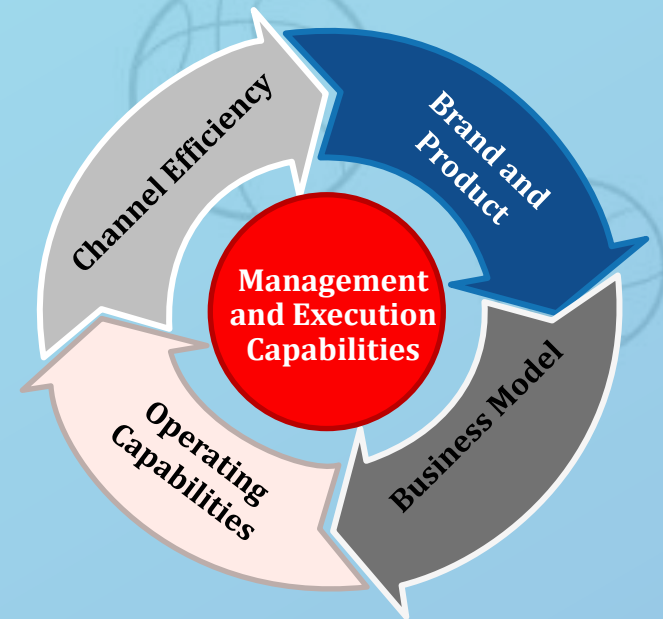 Channel Efficiency
Brand and
Product
Management
and Execution
Capabilities
Business Model
Operating
Capabilities